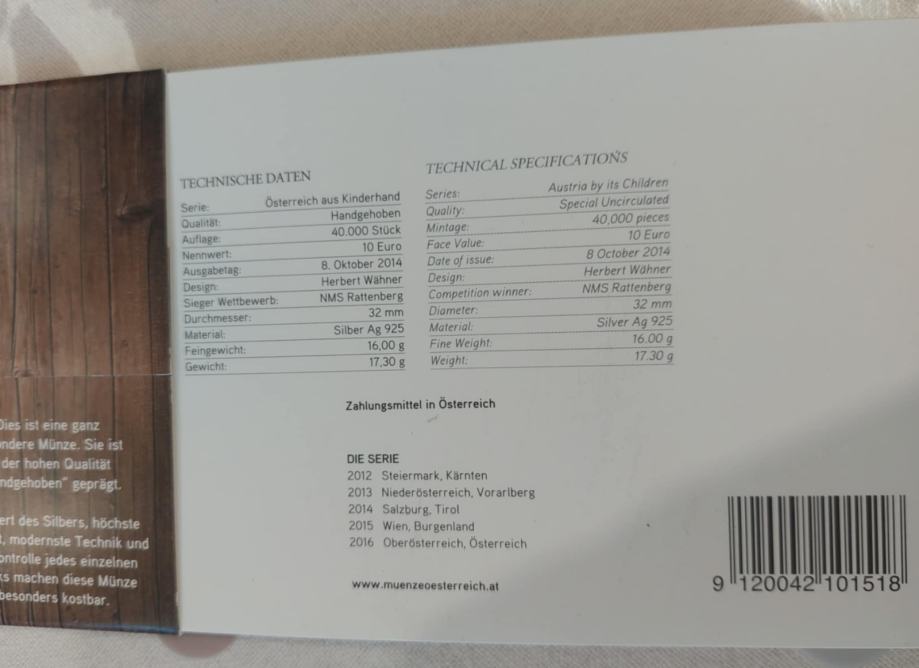 TECHNISCHE DATEN
Serie: Österreich aus Kinderhand
Qualität: Handgehoben
Auflage: 40.000 Stück
Nennwert: 10 Euro
Ausgabetag: 8. Oktober 2014
Design: Herbert Wähner
Sieger Wettbewerb: NMS Rattenberg
Durchmesser: 32 mm
Material: Silber Ag 925
Feingewicht: 16,00 g
Gewicht: 17,30 g
TECHNICAL SPECIFICATIONS
Series: Austria by its Children
Quality: Special Uncirculated
Mintage: 40,000 pieces
Face Value: 10 Euro
Date of issue: 8 October 2014
Design: Herbert Wähner
Competition winner: NMS Rattenberg
Diameter: 32 mm
Material: Silver Ag 925
Fine Weight: 16.00 g
Weight: 17.30 g
Zahlungsmittel in Österreich
DIE SERIE
2012 Steiermark, Kärnten
2013 Niederösterreich, Vorarlberg
2014 Salzburg, Tirol
2015 Wien, Burgenland
2016 Oberösterreich, Österreich
www.muenzeoesterreich.at
9 120042 101518
Dies ist eine ganz
ndere Münze. Sie ist
der hohen Qualität
ndgehoben" geprägt.
ert des Silbers, höchste
t, modernste Technik und
ontrolle jedes einzelnen
ks machen diese Münze
besonders kostbar.